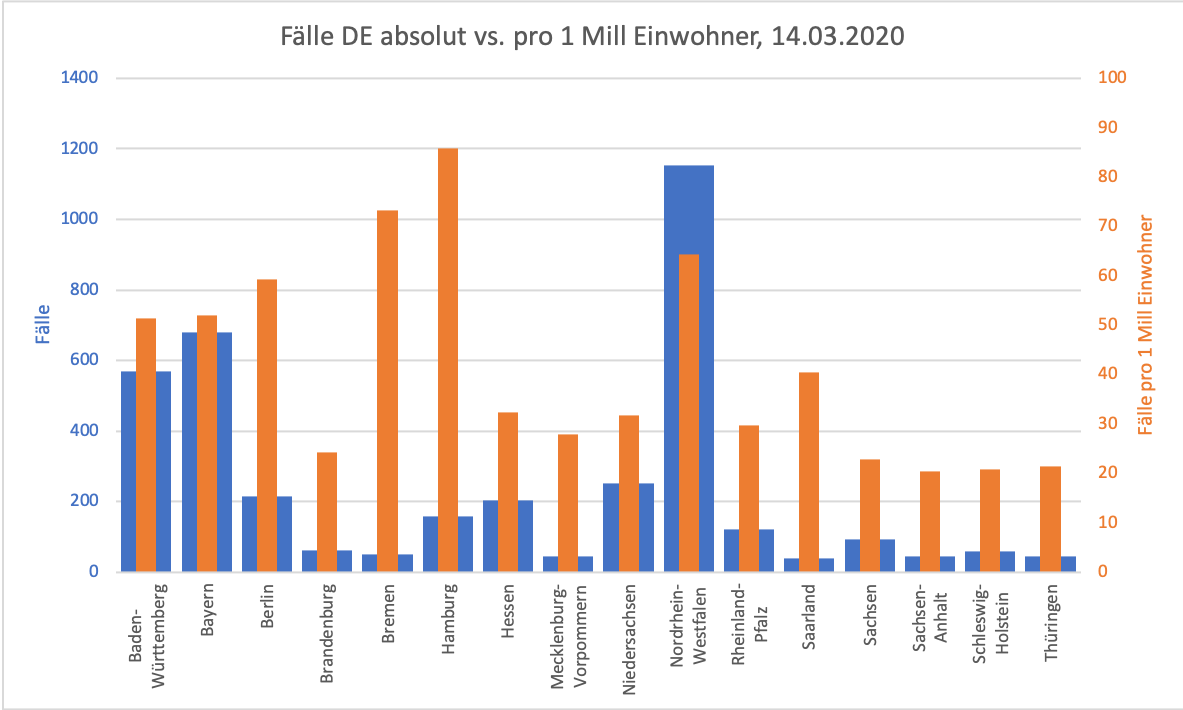 Fälle DE absolut vs. pro 1 Mill Einwohner, 14.03.2020
1400
1200
1000
800
600
400
200
0
Fälle
100
90
80
70
60
50
40
30
20
10
0
Fälle pro 1 Mill Einwohner
Baden-
Württemberg
Bayern
Berlin
Brandenburg
Bremen
Hamburg
Hessen
Mecklenburg-
Vorpommern
Niedersachsen
Nordrhein-
Westfalen
Rheinland-
Pfalz
Saarland
Sachsen
Sachsen-
Anhalt
Schleswig-
Holstein
Thüringen